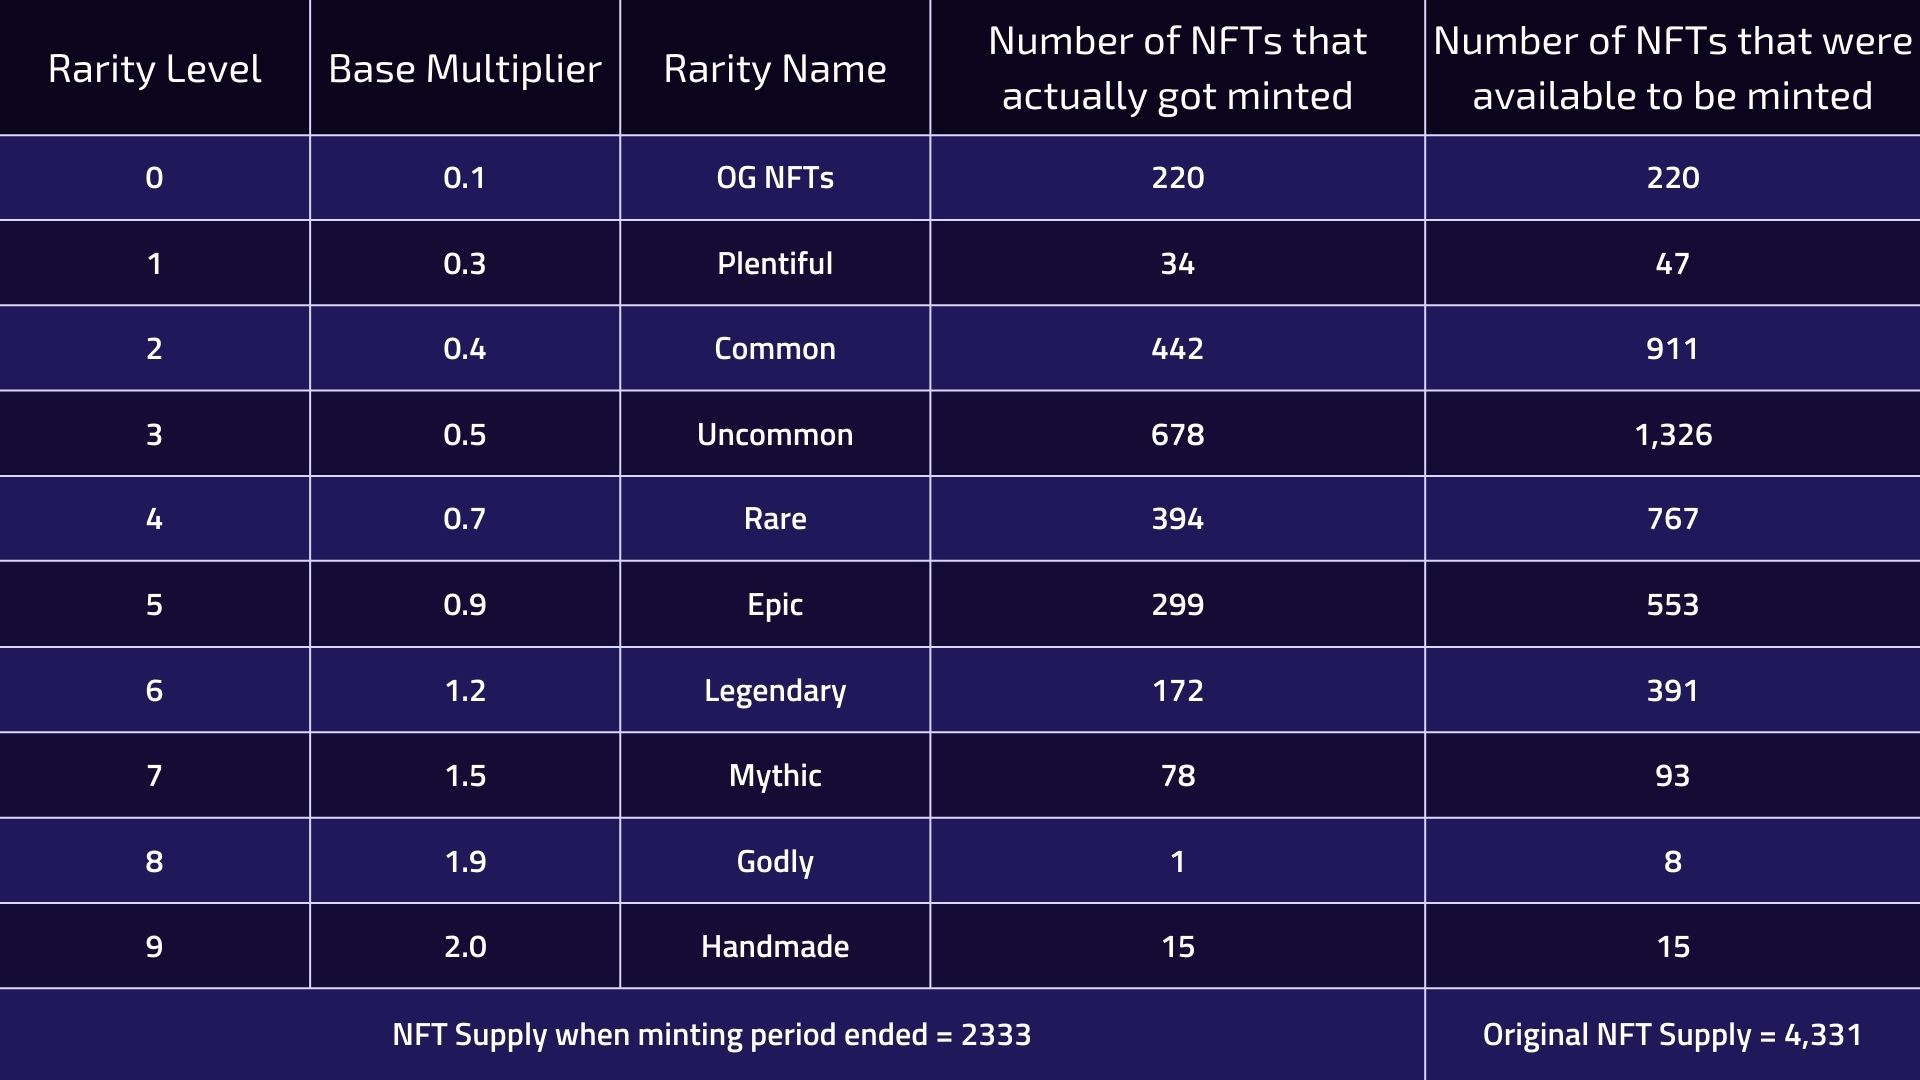 Rarity Level Base Multiplier Rarity Name Number of NFTs that actually got minted Number of NFTs that were available to be minted
0 0.1 OG NFTs 220 220
1 0.3 Plentiful 34 47
2 0.4 Common 442 911
3 0.5 Uncommon 678 1,326
4 0.7 Rare 394 767
5 0.9 Epic 299 553
6 1.2 Legendary 172 391
7 1.5 Mythic 78 93
8 1.9 Godly 1 8
9 2.0 Handmade 15 15
NFT Supply when minting period ended = 2333 Original NFT Supply = 4,331